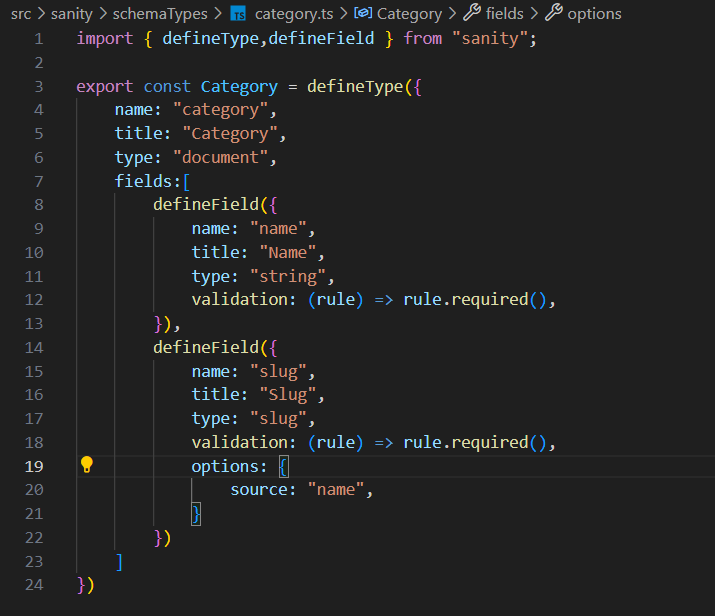 src > sanity > schemaTypes > TS category.ts > Category > fields > options
1 import { defineType,defineField } from "sanity";
2
3 export const Category = defineType({
4     name: "category",
5     title: "Category",
6     type: "document",
7     fields:[
8         defineField({
9             name: "name",
10             title: "Name",
11             type: "string",
12             validation: (rule) => rule.required(),
13         }),
14         defineField({
15             name: "slug",
16             title: "Slug",
17             type: "slug",
18             validation: (rule) => rule.required(),
19             options: {
20                 source: "name",
21             }
22         })
23     ]
24 })